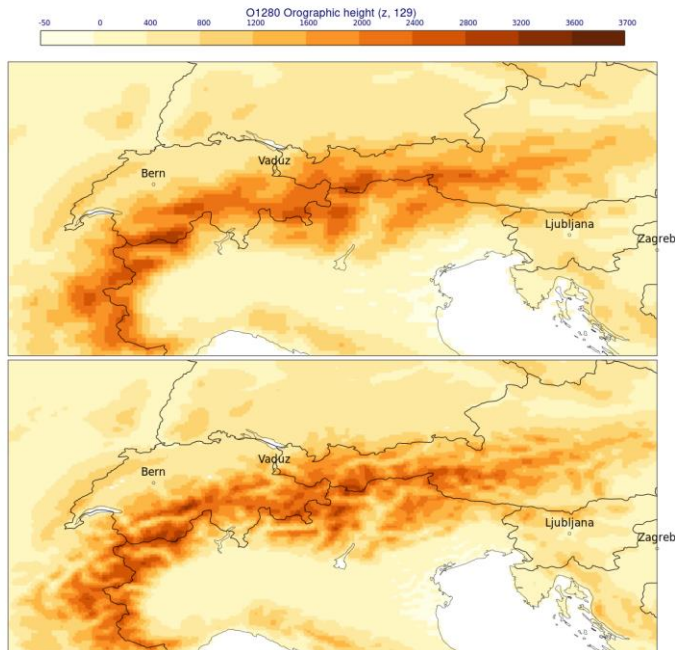 O1280 Orographic height (z, 129)
-50 0 400 800 1200 1600 2000 2400 2800 3200 3600 3700
Bern
Vaduz
Ljubljana
Zagreb
Bern
Vaduz
Ljubljana
Zagreb